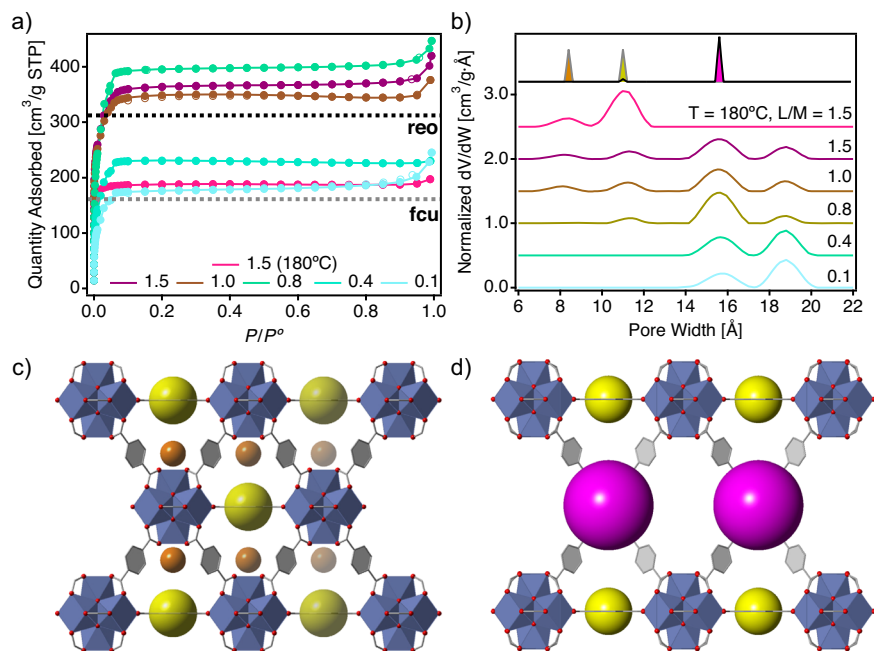 a)
Quantity Adsorbed [cm³/g STP]
400
300
200
100
0
reo
fcu
1.5 (180ºC)
1.5 1.0 0.8 0.4 0.1
0.0 0.2 0.4 0.6 0.8 1.0
P/Pº
b)
Normalized dV/dW [cm³/g·Å]
3.0
2.0
1.0
0.0
T = 180ºC, L/M = 1.5
1.5
1.0
0.8
0.4
0.1
6 8 10 12 14 16 18 20 22
Pore Width [Å]
c)
d)